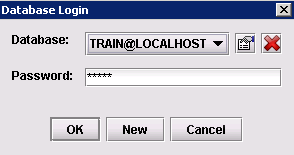 Database Login
Database: TRAIN@LOCALHOST
Password: *****
OK New Cancel